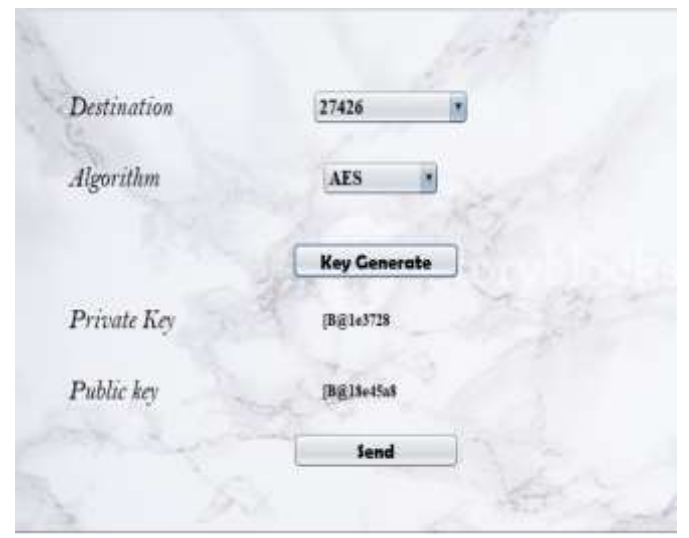 Destination 27426
Algorithm AES
Key Generate
Private Key [B@1e3728
Public key [B@18e45a8
Send